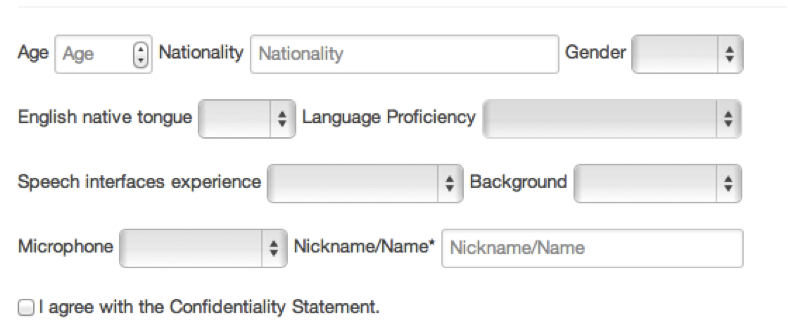 Age Age Nationality Nationality Gender
English native tongue Language Proficiency
Speech interfaces experience Background
Microphone Nickname/Name* Nickname/Name
I agree with the Confidentiality Statement.